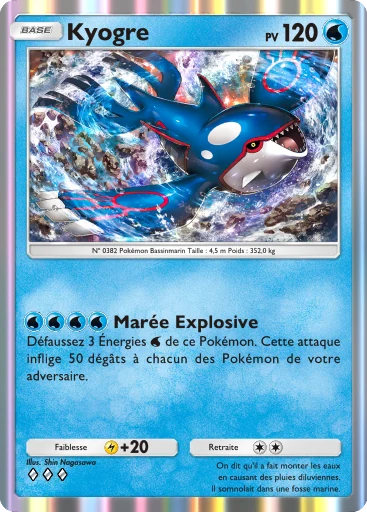 BASE
Kyogre
PV 120
N° 0382 Pokémon Bassinmarin Taille : 4,5 m Poids : 352,0 kg
Marée Explosive
Défaussez 3 Énergies de ce Pokémon. Cette attaque
inflige 50 dégâts à chacun des Pokémon de votre
adversaire.
Faiblesse +20
Retraite
Illus. Shin Nagasawa
On dit qu'il a fait monter les eaux
en causant des pluies diluviennes.
Il somnolait dans une fosse marine.